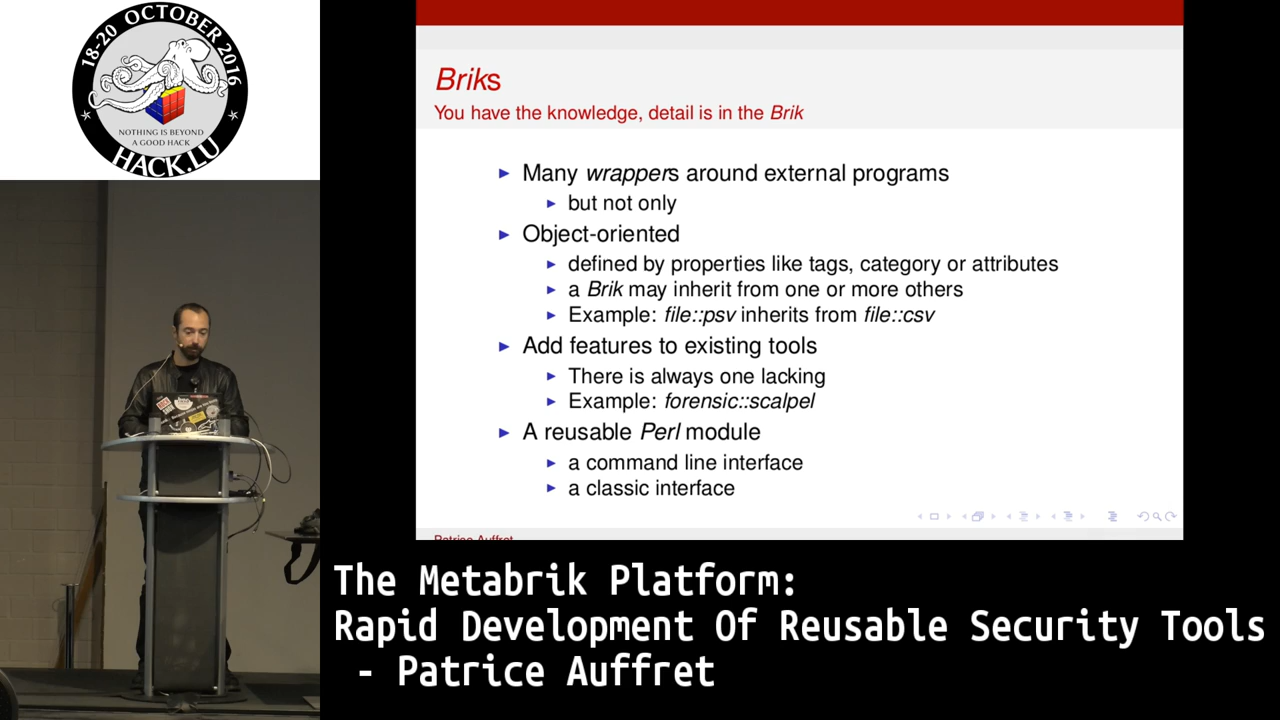 18-20 OCTOBER 2016
NOTHING IS BEYOND
A GOOD HACK
HACK.LU
Briks
You have the knowledge, detail is in the Brik
Many wrappers around external programs
but not only
Object-oriented
defined by properties like tags, category or attributes
a Brik may inherit from one or more others
Example: file::psv inherits from file::csv
Add features to existing tools
There is always one lacking
Example: forensic::scalpel
A reusable Perl module
a command line interface
a classic interface
Patrice Auffret
The Metabrik Platform:
Rapid Development Of Reusable Security Tools
- Patrice Auffret